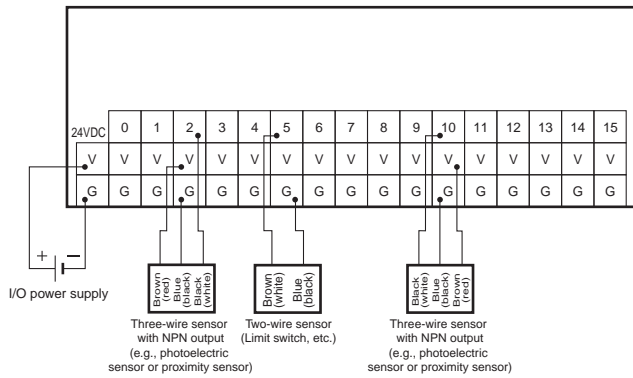 24VDC 0 1 2 3 4 5 6 7 8 9 10 11 12 13 14 15
V V V V V V V V V V V V V V V V V
G G G G G G G G G G G G G G G G G
+ −
I/O power supply
Brown
(red)
Blue
(black)
Black
(white)
Three-wire sensor
with NPN output
(e.g., photoelectric
sensor or proximity sensor)
Brown
(white)
Blue
(black)
Two-wire sensor
(Limit switch, etc.)
Black
(white)
Blue
(black)
Brown
(red)
Three-wire sensor
with NPN output
(e.g., photoelectric
sensor or proximity sensor)